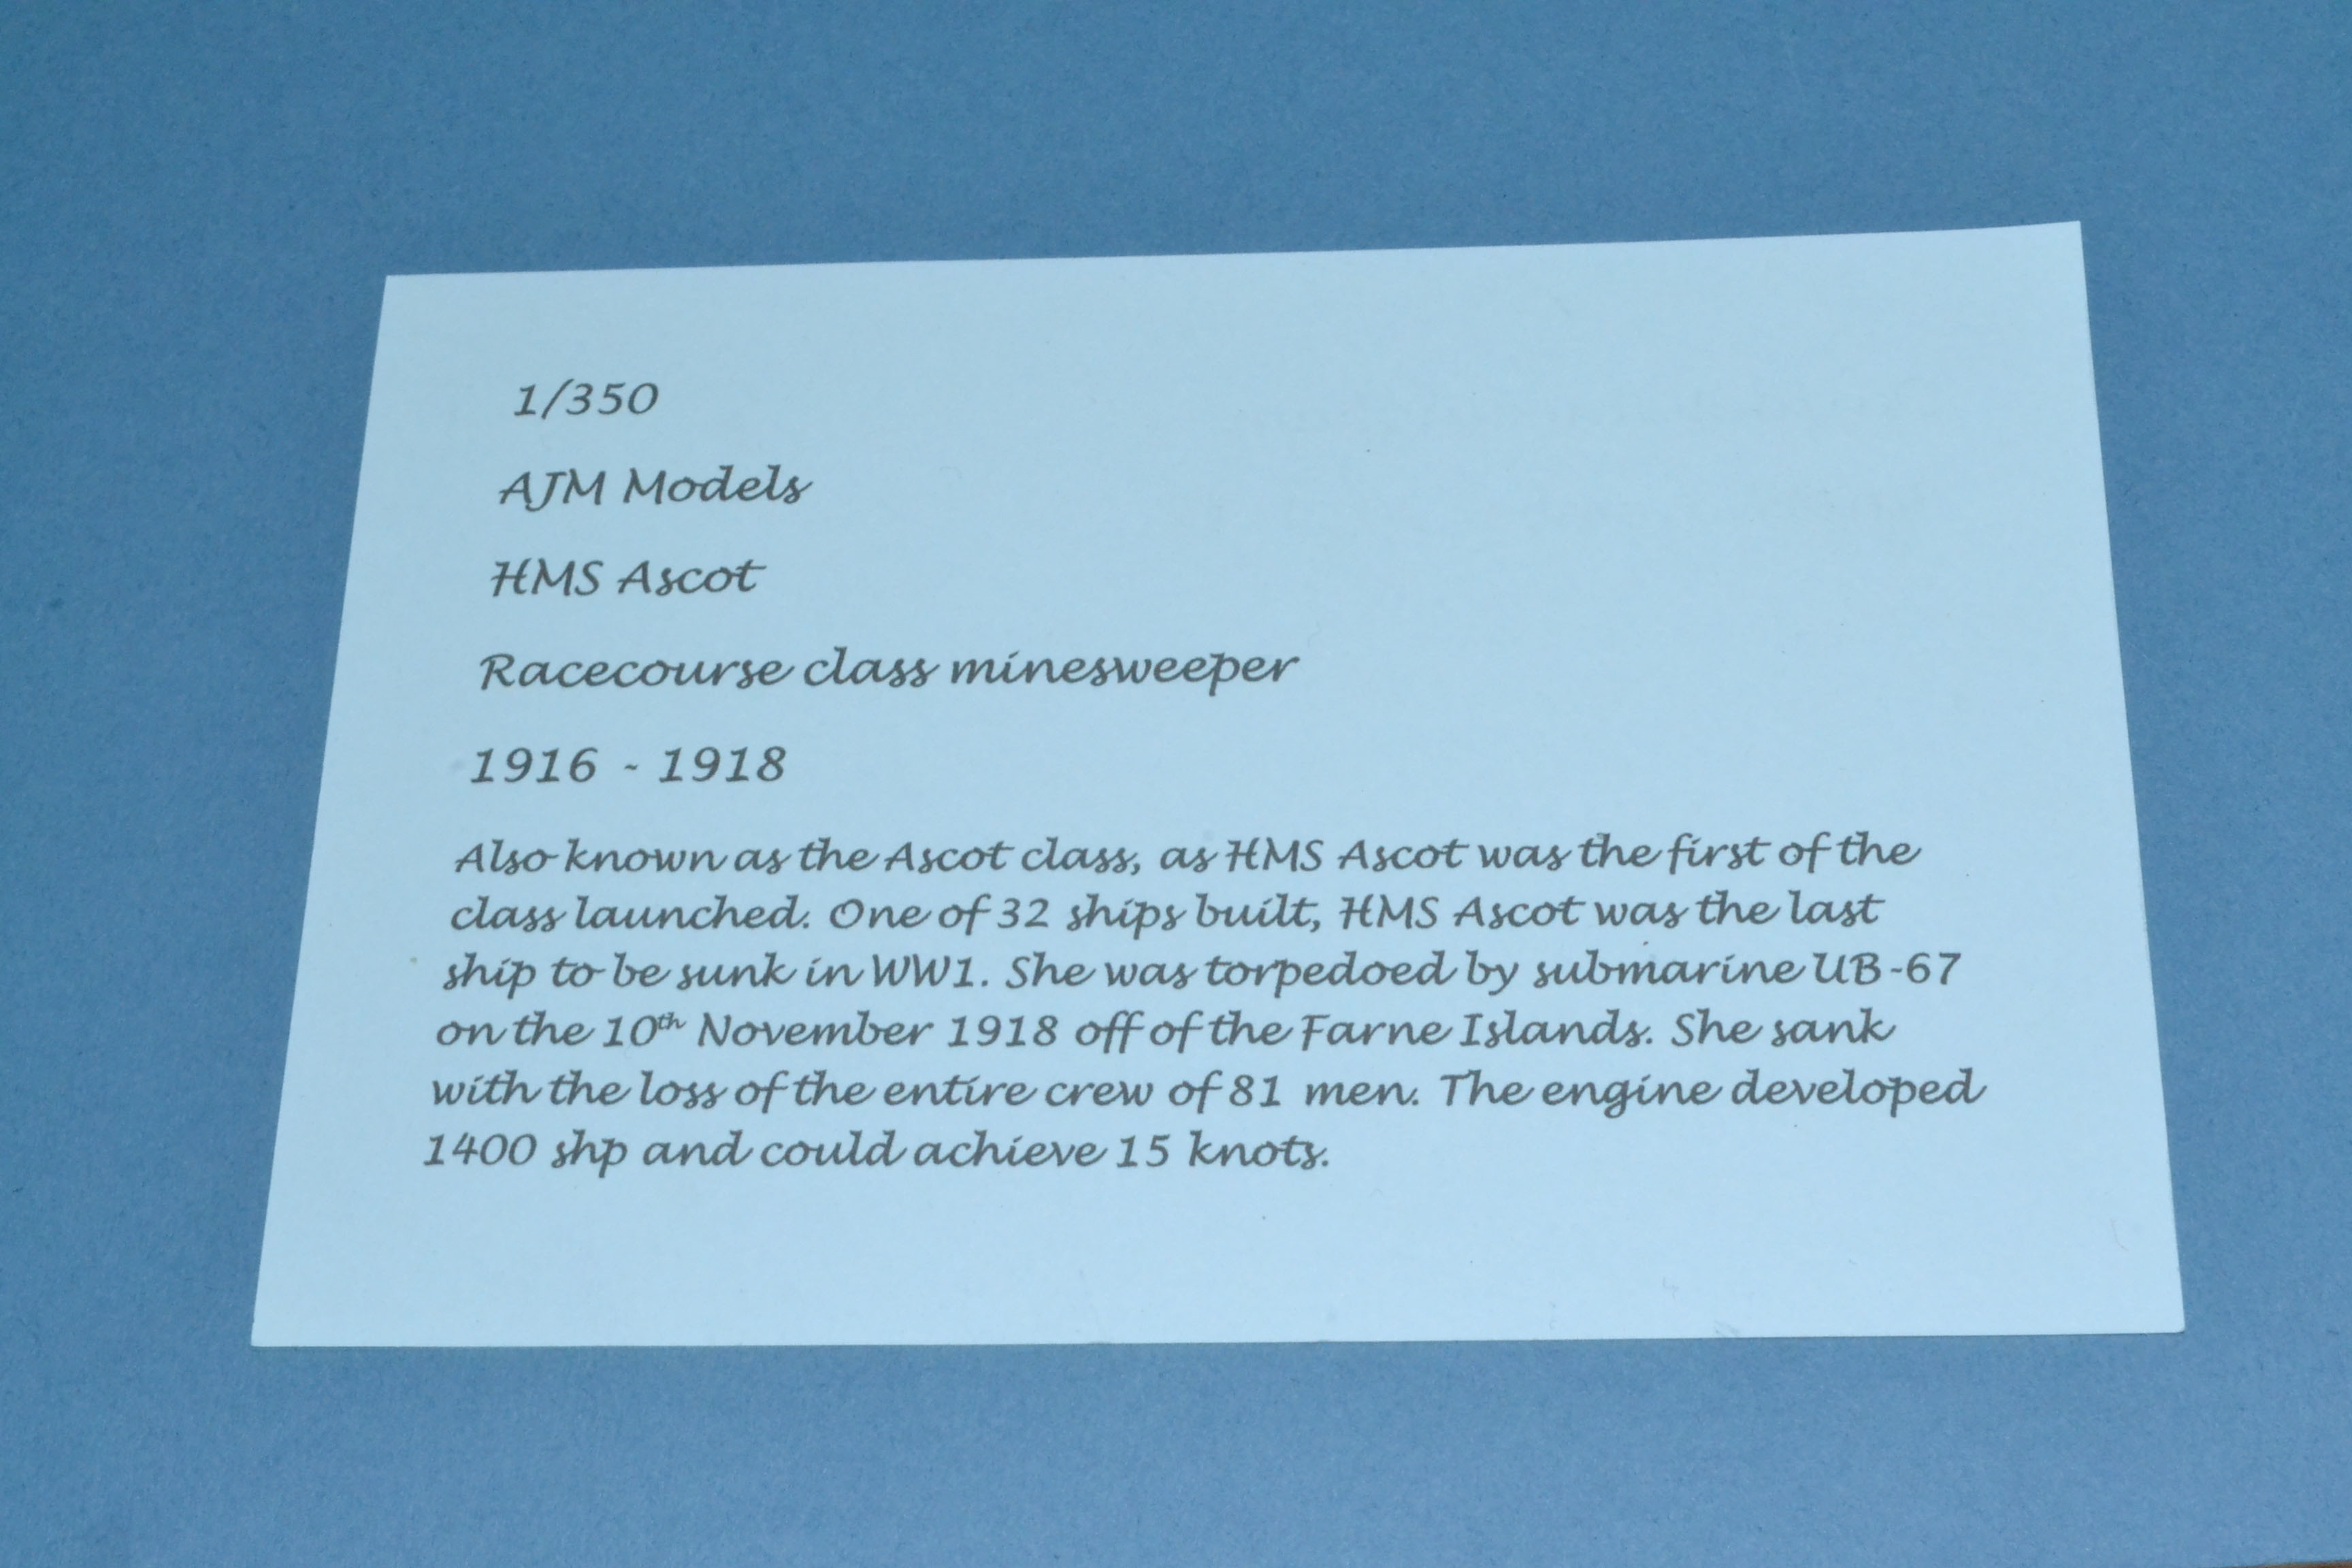 1/350
AJM Models
HMS Ascot
Racecourse class minesweeper
1916 - 1918
Also known as the Ascot class, as HMS Ascot was the first of the
class launched. One of 32 ships built, HMS Ascot was the last
ship to be sunk in WW1. She was torpedoed by submarine UB-67
on the 10th November 1918 off of the Farne Islands. She sank
with the loss of the entire crew of 81 men. The engine developed
1400 shp and could achieve 15 knots.